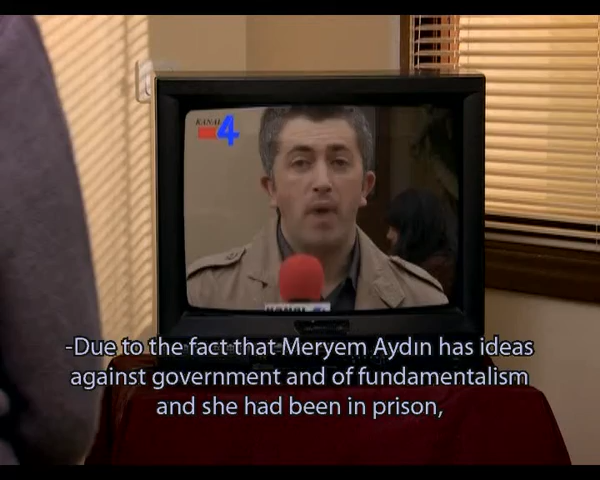 KANAL
4
-Due to the fact that Meryem Aydın has ideas
against government and of fundamentalism
and she had been in prison,